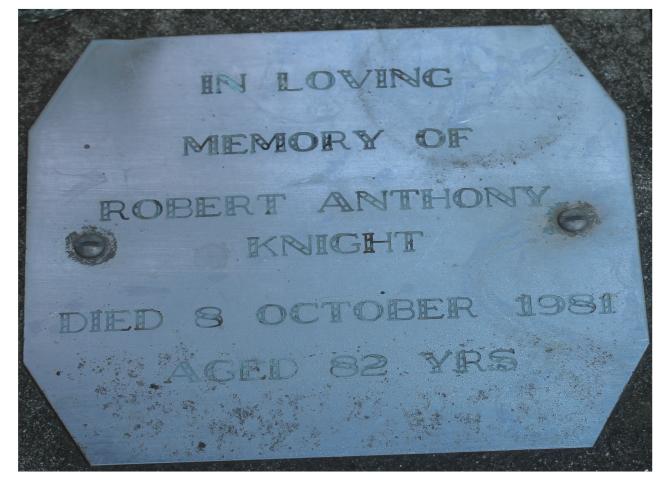 IN LOVING
MEMORY OF
ROBERT ANTHONY
KNIGHT
DIED 8 OCTOBER 1981
AGED 82 YRS